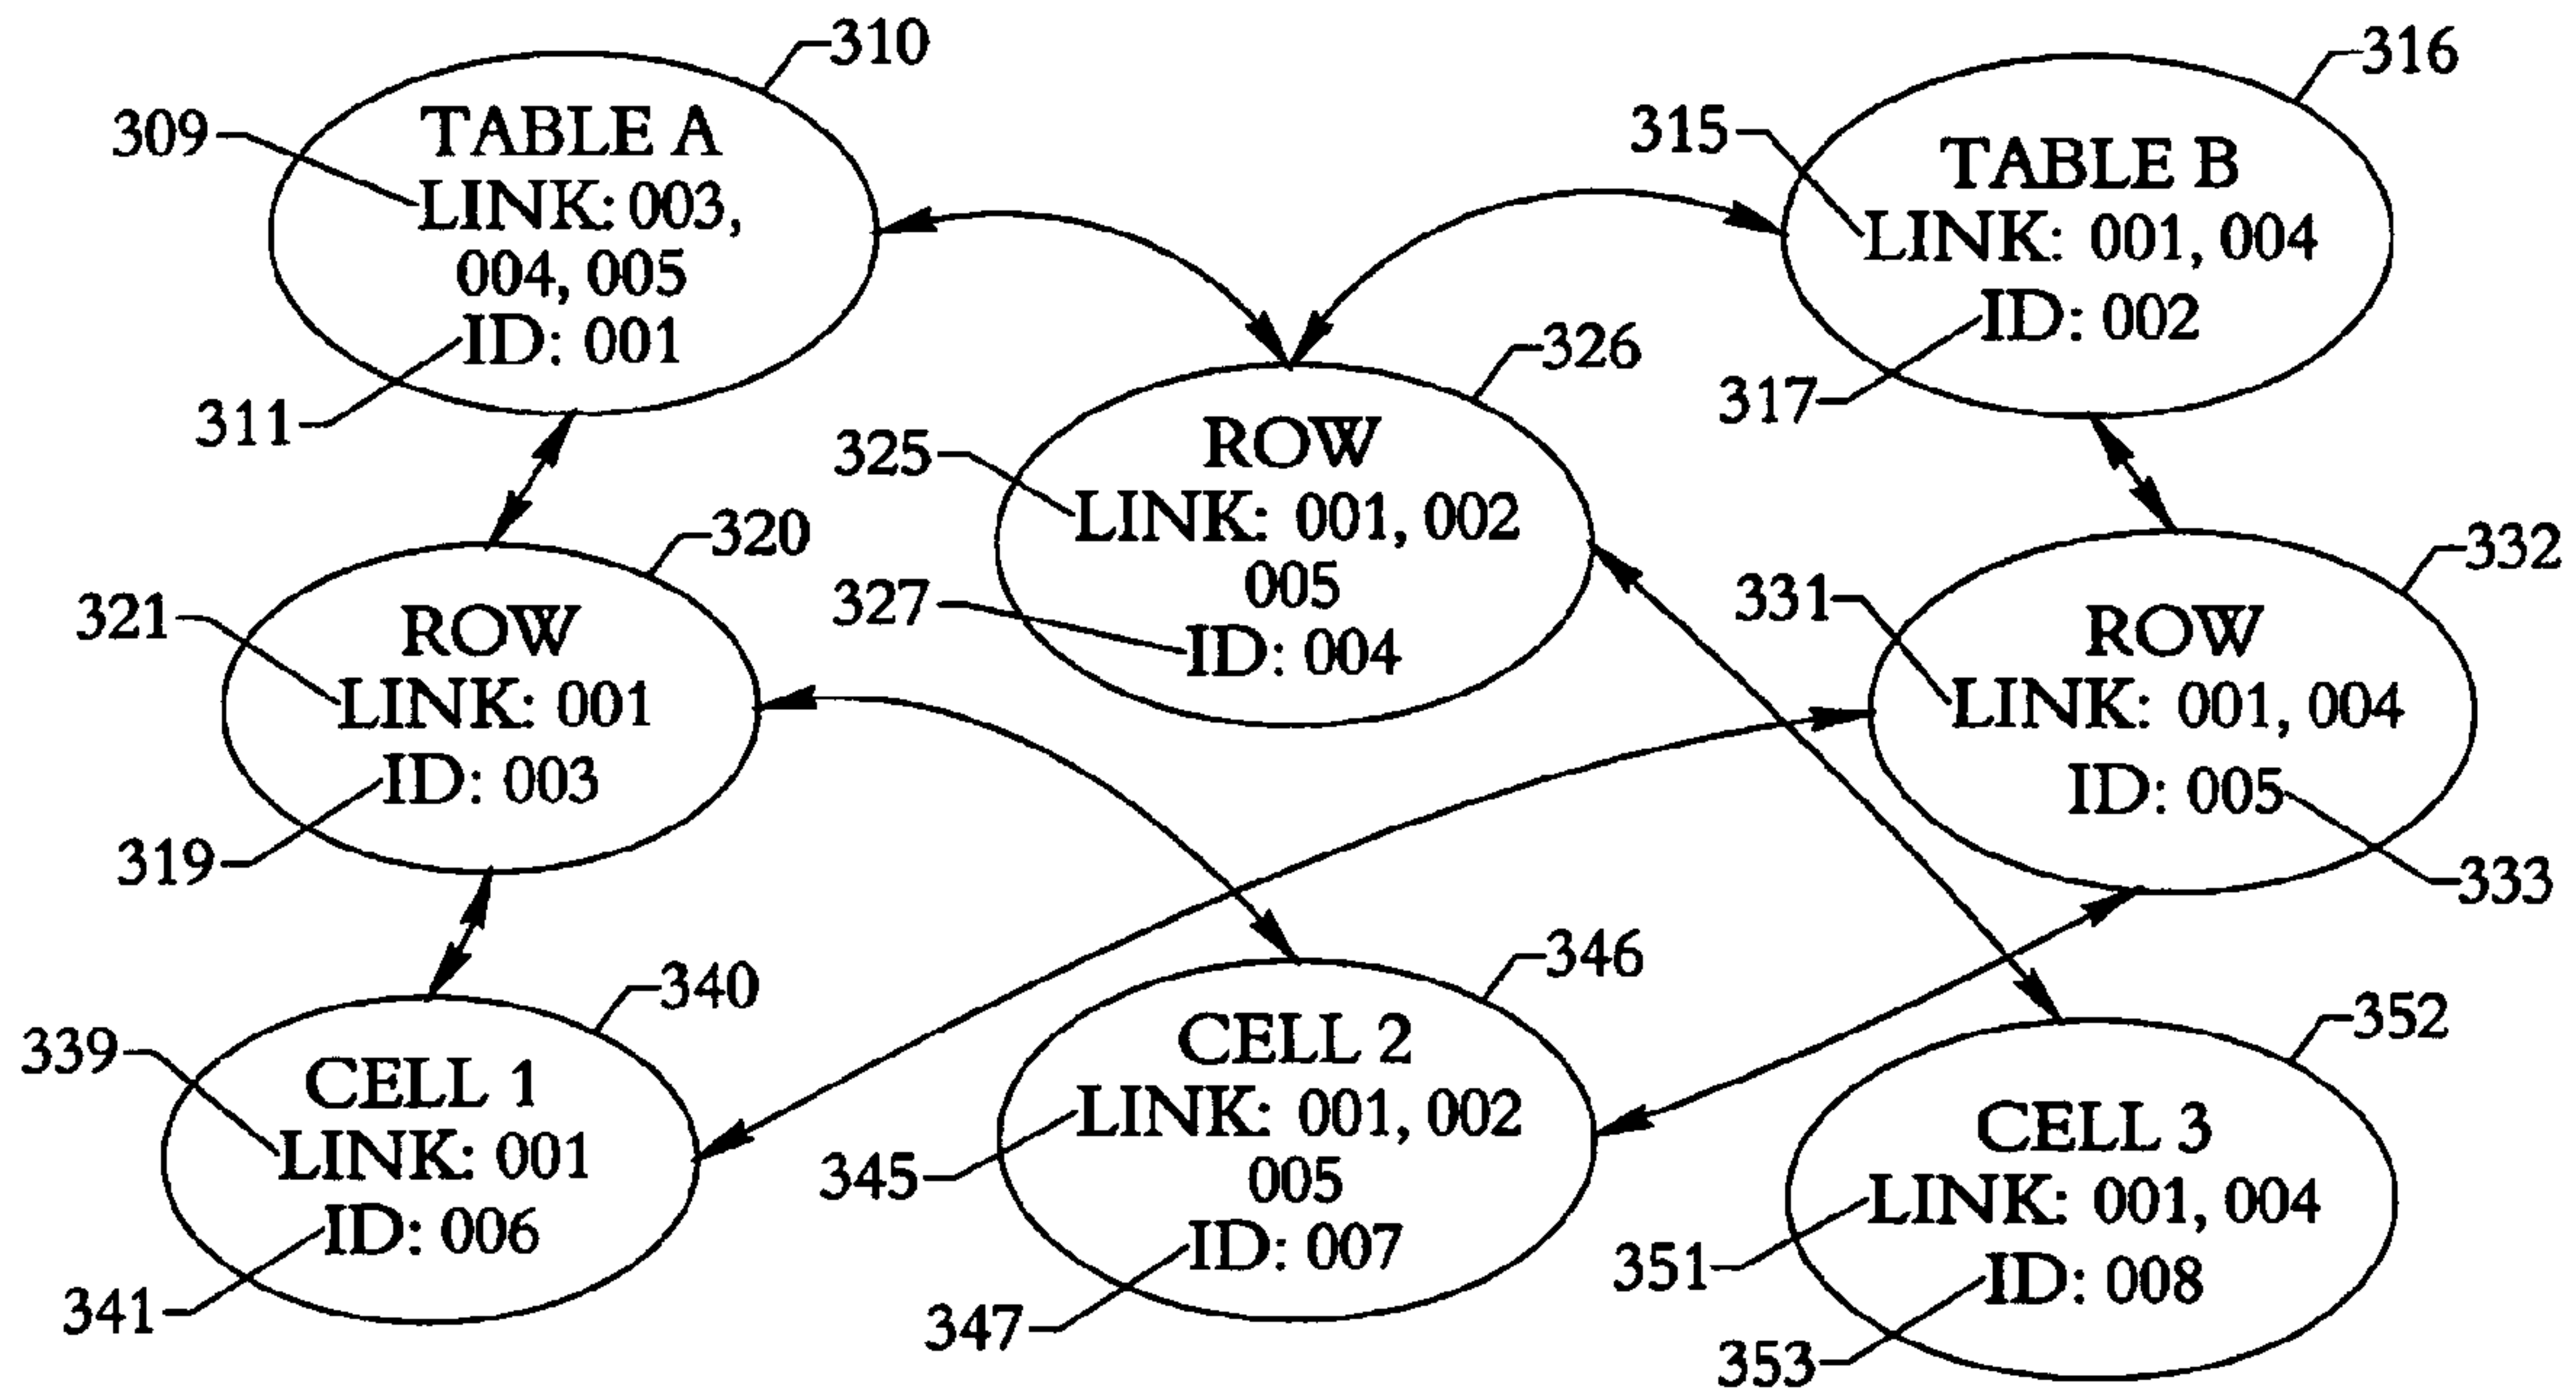 310
309
TABLE A
LINK: 003,
004, 005
ID: 001
311
316
315
TABLE B
LINK: 001, 004
ID: 002
317
326
325
ROW
LINK: 001, 002
005
327
ID: 004
320
321
ROW
LINK: 001
ID: 003
319
332
331
ROW
LINK: 001, 004
ID: 005
333
340
339
CELL 1
LINK: 001
ID: 006
341
346
CELL 2
LINK: 001, 002
345
005
ID: 007
347
352
CELL 3
LINK: 001, 004
351
ID: 008
353